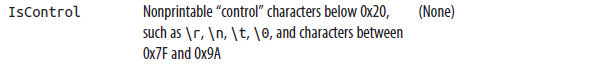 IsControl Nonprintable “control” characters below 0x20, (None)
such as \r, \n, \t, \0, and characters between
0x7F and 0x9A